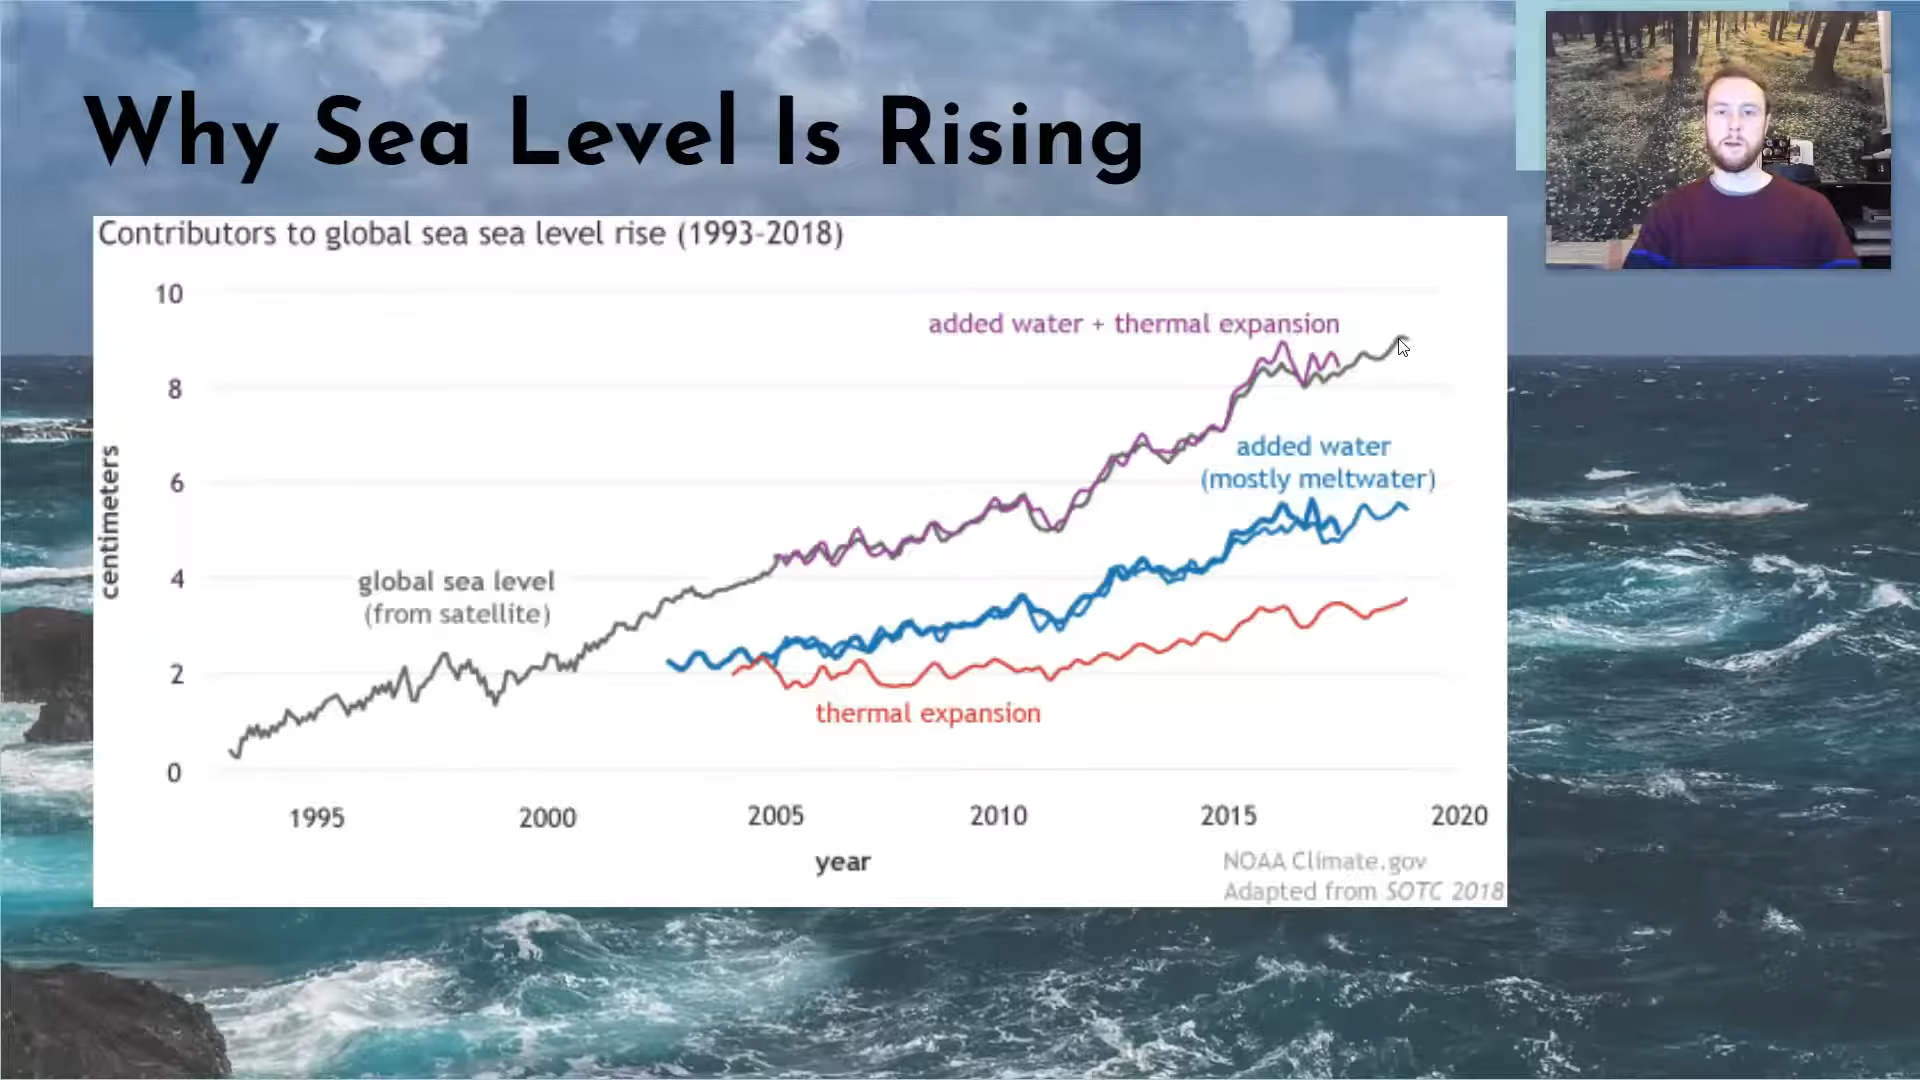 Why Sea Level Is Rising
Contributors to global sea sea level rise (1993-2018)
10
8
6
4
2
0
centimeters
added water + thermal expansion
added water
(mostly meltwater)
global sea level
(from satellite)
thermal expansion
1995
2000
2005
2010
2015
2020
year
NOAA Climate.gov
Adapted from SOTC 2018